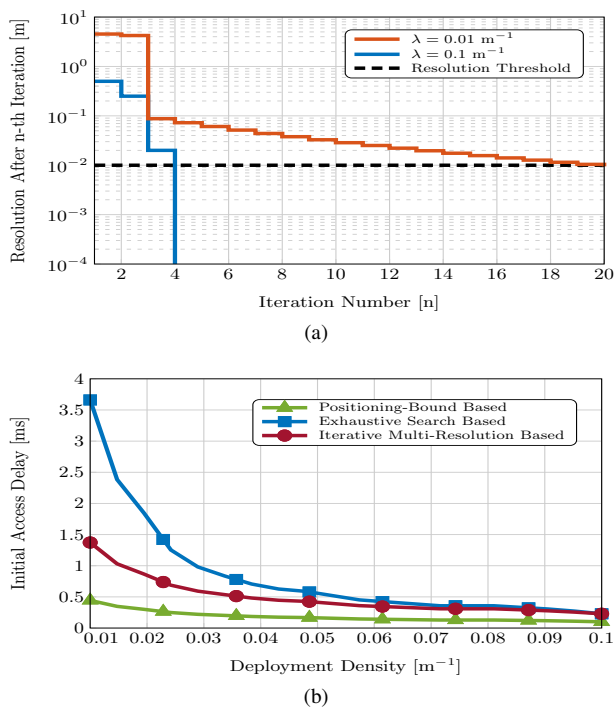 10^1
10^0
10^−1
10^−2
10^−3
10^−4
Resolution After n-th Iteration [m]
λ = 0.01 m^−1
λ = 0.1 m^−1
Resolution Threshold
2 4 6 8 10 12 14 16 18 20
Iteration Number [n]
(a)
4
3.5
3
2.5
2
1.5
1
0.5
0
Initial Access Delay [ms]
Positioning-Bound Based
Exhaustive Search Based
Iterative Multi-Resolution Based
0.01 0.02 0.03 0.04 0.05 0.06 0.07 0.08 0.09 0.1
Deployment Density [m^−1]
(b)